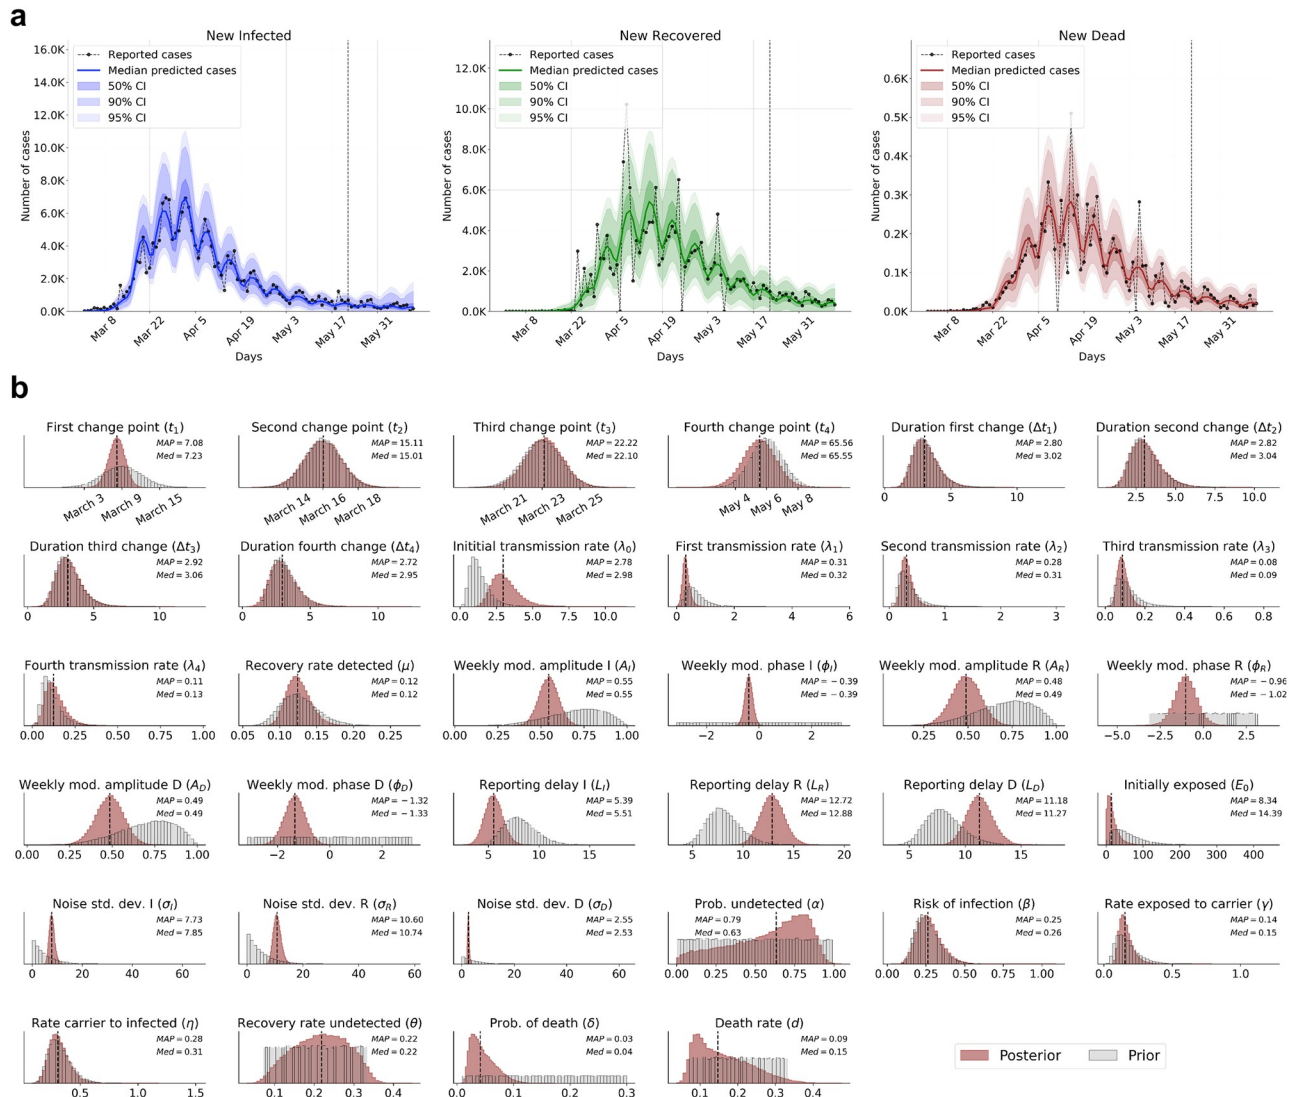 a
New Infected
New Recovered
New Dead
Reported cases
Median predicted cases
50% CI
90% CI
95% CI
Reported cases
Median predicted cases
50% CI
90% CI
95% CI
Reported cases
Median predicted cases
50% CI
90% CI
95% CI
Number of cases
16.0K
14.0K
12.0K
10.0K
8.0K
6.0K
4.0K
2.0K
0.0K
Mar 8 Mar 22 Apr 5 Apr 19 May 3 May 17 May 31
Days
Number of cases
12.0K
10.0K
8.0K
6.0K
4.0K
2.0K
0.0K
Mar 8 Mar 22 Apr 5 Apr 19 May 3 May 17 May 31
Days
Number of cases
0.6K
0.5K
0.4K
0.3K
0.2K
0.1K
0.0K
Mar 8 Mar 22 Apr 5 Apr 19 May 3 May 17 May 31
Days
b
First change point (t₁)
MAP = 7.08
Med = 7.23
March 3 March 9 March 15
Second change point (t₂)
MAP = 15.11
Med = 15.01
March 14 March 16 March 18
Third change point (t₃)
MAP = 22.22
Med = 22.10
March 21 March 23 March 25
Fourth change point (t₄)
MAP = 65.56
Med = 65.55
May 4 May 6 May 8
Duration first change (Δt₁)
MAP = 2.80
Med = 3.02
0 5 10
Duration second change (Δt₂)
MAP = 2.82
Med = 3.04
2.5 5.0 7.5 10.0
Duration third change (Δt₃)
MAP = 2.92
Med = 3.06
0 5 10
Duration fourth change (Δt₄)
MAP = 2.72
Med = 2.95
0 5 10
Inititial transmission rate (λ₀)
MAP = 2.78
Med = 2.98
0.0 2.5 5.0 7.5 10.0
First transmission rate (λ₁)
MAP = 0.31
Med = 0.32
0 2 4 6
Second transmission rate (λ₂)
MAP = 0.28
Med = 0.31
0 1 2 3
Third transmission rate (λ₃)
MAP = 0.08
Med = 0.09
0.0 0.2 0.4 0.6 0.8
Fourth transmission rate (λ₄)
MAP = 0.11
Med = 0.13
0.00 0.25 0.50 0.75 1.00
Recovery rate detected (μ)
MAP = 0.12
Med = 0.12
0.05 0.10 0.15 0.20 0.25
Weekly mod. amplitude I (A_I)
MAP = 0.55
Med = 0.55
0.00 0.25 0.50 0.75 1.00
Weekly mod. phase I (ϕ_I)
MAP = −0.39
Med = −0.39
−2 0 2
Weekly mod. amplitude R (A_R)
MAP = 0.48
Med = 0.49
0.25 0.50 0.75 1.00
Weekly mod. phase R (ϕ_R)
MAP = −0.96
Med = −1.02
−5.0 −2.5 0.0 2.5
Weekly mod. amplitude D (A_D)
MAP = 0.49
Med = 0.49
0.00 0.25 0.50 0.75 1.00
Weekly mod. phase D (ϕ_D)
MAP = −1.32
Med = −1.33
−2 0 2
Reporting delay I (L_I)
MAP = 5.39
Med = 5.51
5 10 15
Reporting delay R (L_R)
MAP = 12.72
Med = 12.88
5 10 15 20
Reporting delay D (L_D)
MAP = 11.18
Med = 11.27
5 10 15
Initially exposed (E₀)
MAP = 8.34
Med = 14.39
0 100 200 300 400
Noise std. dev. I (σ_I)
MAP = 7.73
Med = 7.85
0 20 40 60
Noise std. dev. R (σ_R)
MAP = 10.60
Med = 10.74
0 20 40 60
Noise std. dev. D (σ_D)
MAP = 2.55
Med = 2.53
0 20 40 60
Prob. undetected (α)
MAP = 0.79
Med = 0.63
0.00 0.25 0.50 0.75 1.00
Risk of infection (β)
MAP = 0.25
Med = 0.26
0.00 0.25 0.50 0.75 1.00
Rate exposed to carrier (γ)
MAP = 0.14
Med = 0.15
0.0 0.5 1.0
Rate carrier to infected (η)
MAP = 0.28
Med = 0.31
0.5 1.0 1.5
Recovery rate undetected (θ)
MAP = 0.22
Med = 0.22
0.1 0.2 0.3 0.4
Prob. of death (δ)
MAP = 0.03
Med = 0.04
0.0 0.1 0.2 0.3
Death rate (d)
MAP = 0.09
Med = 0.15
0.1 0.2 0.3 0.4
Posterior Prior